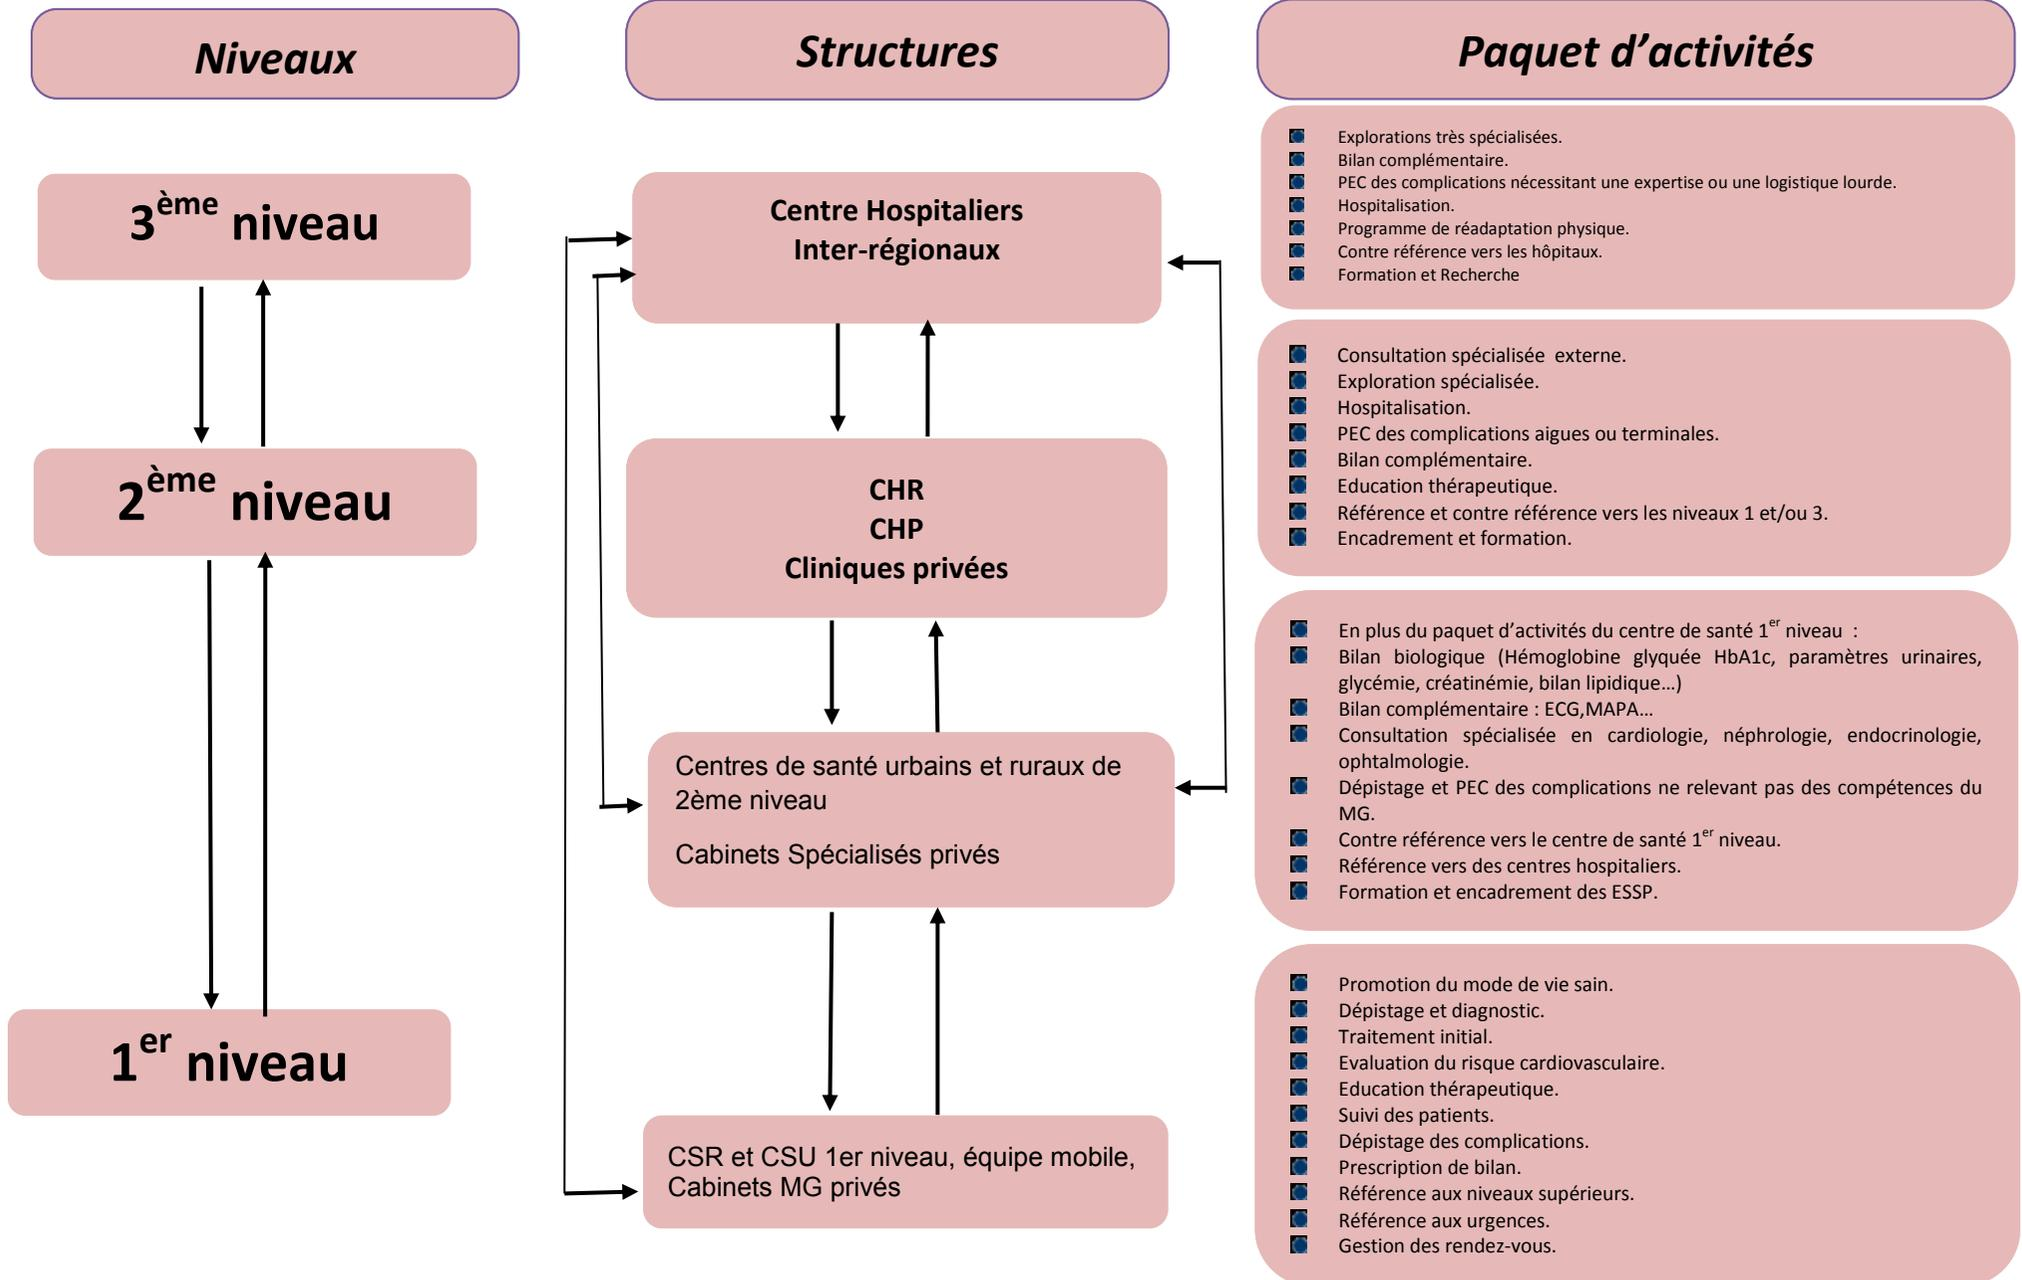 Niveaux
Structures
Paquet d’activités
3ème niveau
2ème niveau
1er niveau
Centre Hospitaliers
Inter-régionaux
CHR
CHP
Cliniques privées
Centres de santé urbains et ruraux de
2ème niveau
Cabinets Spécialisés privés
CSR et CSU 1er niveau, équipe mobile,
Cabinets MG privés
Explorations très spécialisées.
Bilan complémentaire.
PEC des complications nécessitant une expertise ou une logistique lourde.
Hospitalisation.
Programme de réadaptation physique.
Contre référence vers les hôpitaux.
Formation et Recherche
Consultation spécialisée externe.
Exploration spécialisée.
Hospitalisation.
PEC des complications aigues ou terminales.
Bilan complémentaire.
Education thérapeutique.
Référence et contre référence vers les niveaux 1 et/ou 3.
Encadrement et formation.
En plus du paquet d’activités du centre de santé 1er niveau :
Bilan biologique (Hémoglobine glyquée HbA1c, paramètres urinaires,
glycémie, créatinémie, bilan lipidique…)
Bilan complémentaire : ECG,MAPA…
Consultation spécialisée en cardiologie, néphrologie, endocrinologie,
ophtalmologie.
Dépistage et PEC des complications ne relevant pas des compétences du
MG.
Contre référence vers le centre de santé 1er niveau.
Référence vers des centres hospitaliers.
Formation et encadrement des ESSP.
Promotion du mode de vie sain.
Dépistage et diagnostic.
Traitement initial.
Evaluation du risque cardiovasculaire.
Education thérapeutique.
Suivi des patients.
Dépistage des complications.
Prescription de bilan.
Référence aux niveaux supérieurs.
Référence aux urgences.
Gestion des rendez-vous.